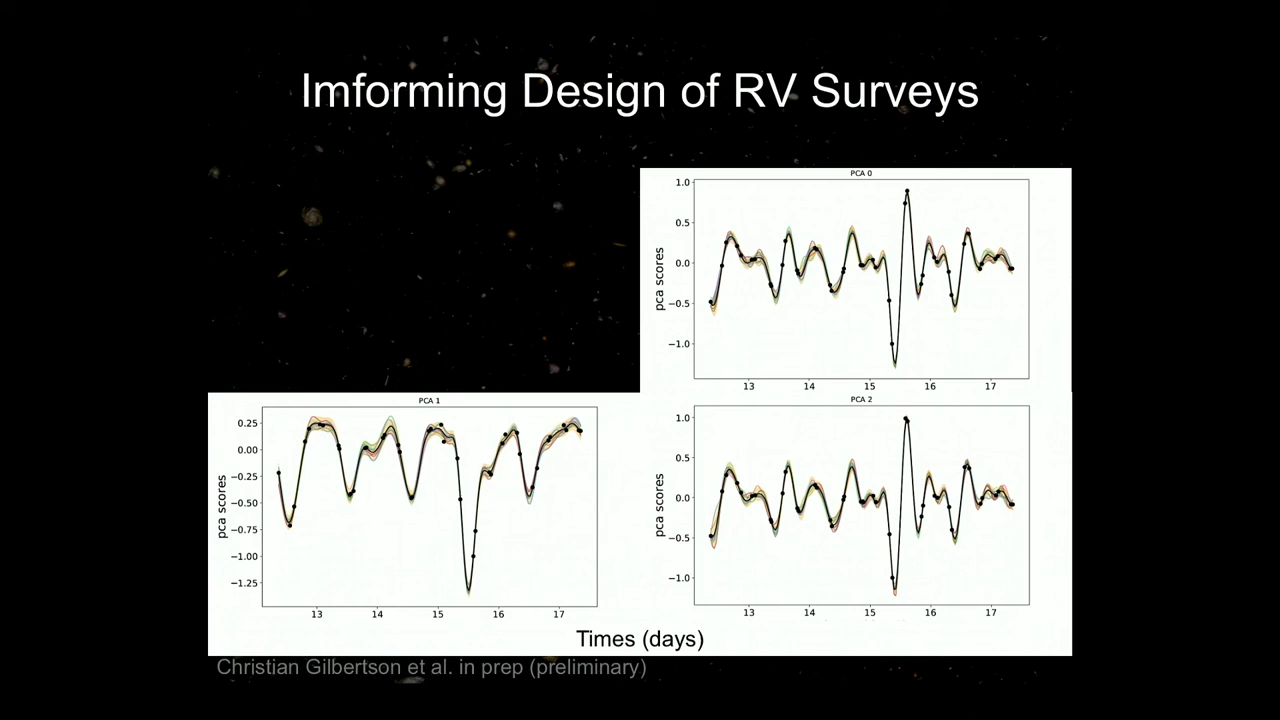 Imforming Design of RV Surveys
PCA 0
1.0
0.5
0.0
−0.5
−1.0
pca scores
13 14 15 16 17
PCA 1
0.25
0.00
−0.25
−0.50
−0.75
−1.00
−1.25
pca scores
13 14 15 16 17
PCA 2
1.0
0.5
0.0
−0.5
−1.0
pca scores
13 14 15 16 17
Times (days)
Christian Gilbertson et al. in prep (preliminary)